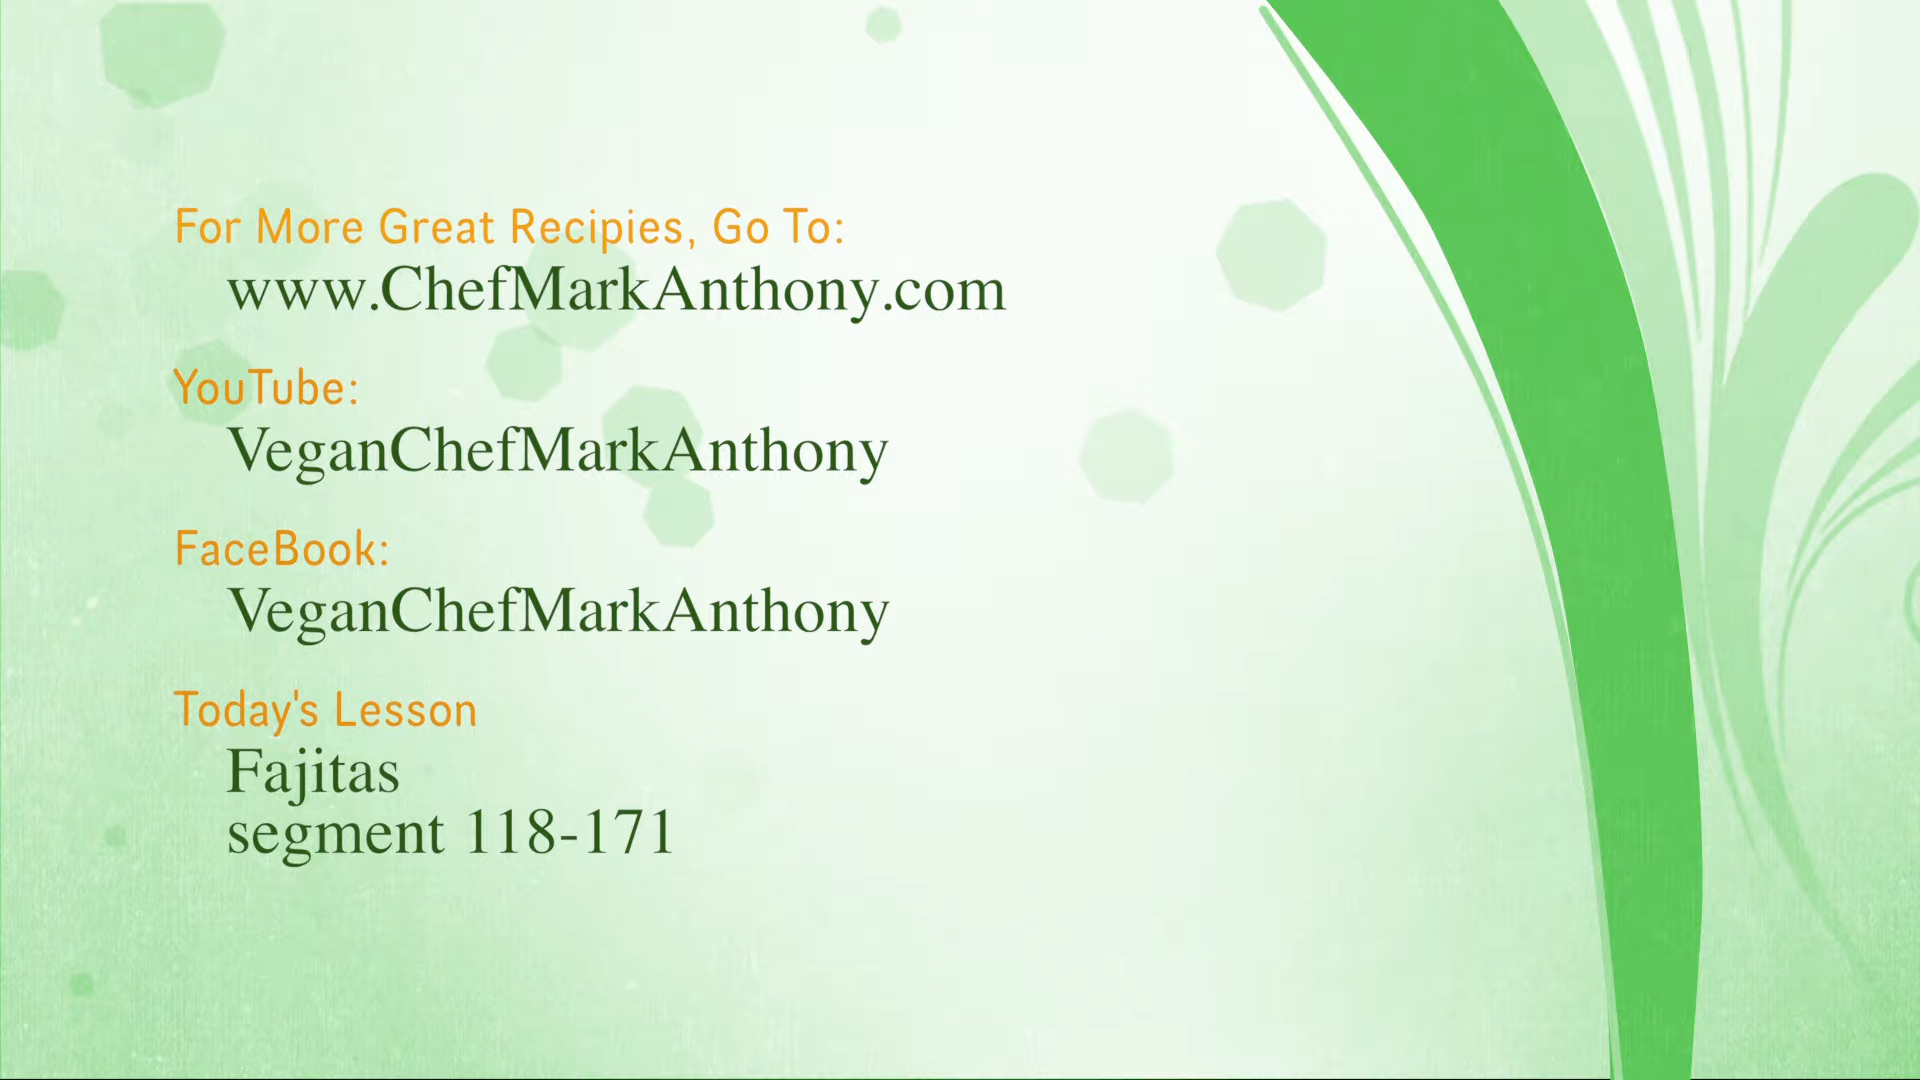 For More Great Recipies, Go To:
www.ChefMarkAnthony.com
YouTube:
VeganChefMarkAnthony
FaceBook:
VeganChefMarkAnthony
Today's Lesson
Fajitas
segment 118-171